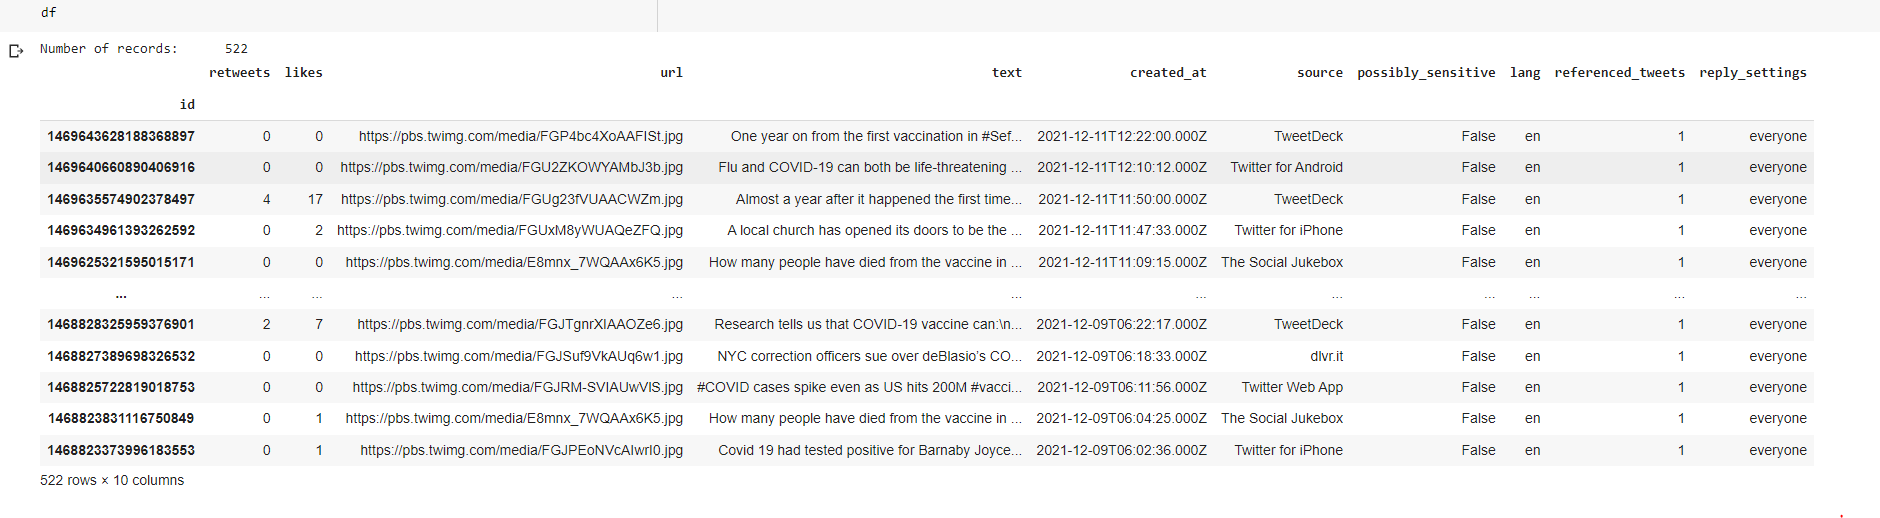 df
Number of records: 522
retweets likes url text created_at source possibly_sensitive lang referenced_tweets reply_settings
id
1469643628188368897 0 0 https://pbs.twimg.com/media/FGP4bc4XoAAFISt.jpg One year on from the first vaccination in #Sef... 2021-12-11T12:22:00.000Z TweetDeck False en 1 everyone
1469640660890406916 0 0 https://pbs.twimg.com/media/FGU2ZKOWYAMbJ3b.jpg Flu and COVID-19 can both be life-threatening ... 2021-12-11T12:10:12.000Z Twitter for Android False en 1 everyone
1469635574902378497 4 17 https://pbs.twimg.com/media/FGUg23fVUAACWZm.jpg Almost a year after it happened the first time... 2021-12-11T11:50:00.000Z TweetDeck False en 1 everyone
1469634961393262592 0 2 https://pbs.twimg.com/media/FGUxM8yWUAQeZFQ.jpg A local church has opened its doors to be the ... 2021-12-11T11:47:33.000Z Twitter for iPhone False en 1 everyone
1469625321595015171 0 0 https://pbs.twimg.com/media/E8mnx_7WQAAx6K5.jpg How many people have died from the vaccine in ... 2021-12-11T11:09:15.000Z The Social Jukebox False en 1 everyone
... ... ... ... ... ... ... ... ... ... ...
1468828325959376901 2 7 https://pbs.twimg.com/media/FGJTgnrXIAAOZe6.jpg Research tells us that COVID-19 vaccine can:\n... 2021-12-09T06:22:17.000Z TweetDeck False en 1 everyone
1468827389698326532 0 0 https://pbs.twimg.com/media/FGJSuf9VkAUq6w1.jpg NYC correction officers sue over deBlasio’s CO... 2021-12-09T06:18:33.000Z dlvr.it False en 1 everyone
1468825722819018753 0 0 https://pbs.twimg.com/media/FGJRM-SVIAUwVlS.jpg #COVID cases spike even as US hits 200M #vacci... 2021-12-09T06:11:56.000Z Twitter Web App False en 1 everyone
1468823831116750849 0 1 https://pbs.twimg.com/media/E8mnx_7WQAAx6K5.jpg How many people have died from the vaccine in ... 2021-12-09T06:04:25.000Z The Social Jukebox False en 1 everyone
1468823373996183553 0 1 https://pbs.twimg.com/media/FGJPEoNVcAIwrI0.jpg Covid 19 had tested positive for Barnaby Joyce... 2021-12-09T06:02:36.000Z Twitter for iPhone False en 1 everyone
522 rows × 10 columns